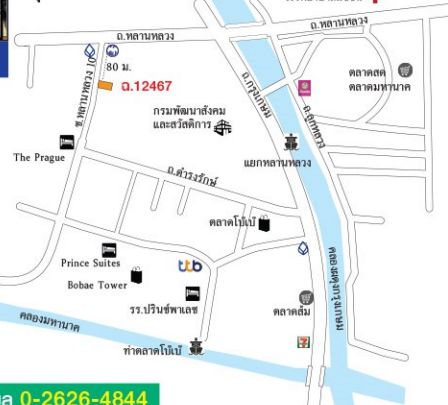 ถ.หลานหลวง
ถ.หลานหลวง
ซ.หลานหลวง 10
80 ม.
ฉ.12467
ถ.กรุงเกษม
ถ.ลูกหลวง
ตลาดสด
ตลาดมหานาค
กรมพัฒนาสังคม
และสวัสดิการ
แยกหลานหลวง
The Prague
ถ.ดำรงรักษ์
ตลาดโบ๊เบ๊
Prince Suites
Bobae Tower
ttb
รร.ปริ๊นซ์พาเลซ
ตลาดส้ม
คลองผดุงกรุงเกษม
คลองมหานาค
ท่าตลาดโบ๊เบ๊
0-2626-4844